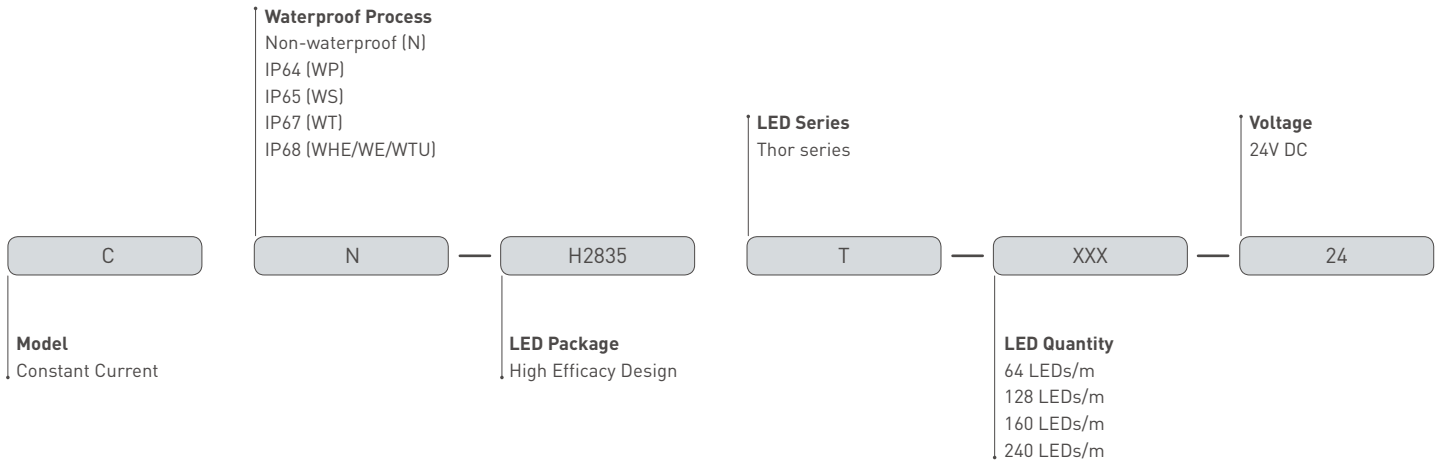 Waterproof Process
Non-waterproof (N)
IP64 (WP)
IP65 (WS)
IP67 (WT)
IP68 (WHE/WE/WTU)
LED Series
Thor series
Voltage
24V DC
C
N
H2835
T
XXX
24
Model
Constant Current
LED Package
High Efficacy Design
LED Quantity
64 LEDs/m
128 LEDs/m
160 LEDs/m
240 LEDs/m